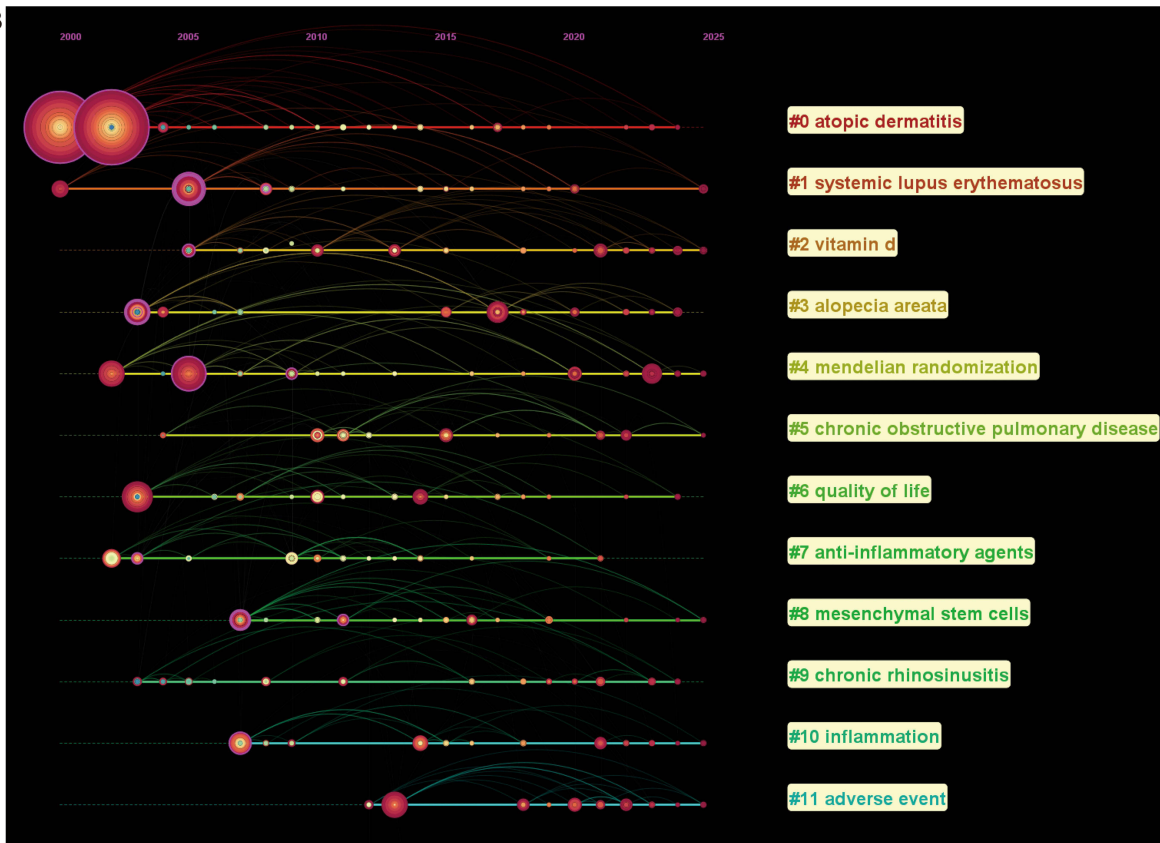 2000 2005 2010 2015 2020 2025
#0 atopic dermatitis
#1 systemic lupus erythematosus
#2 vitamin d
#3 alopecia areata
#4 mendelian randomization
#5 chronic obstructive pulmonary disease
#6 quality of life
#7 anti-inflammatory agents
#8 mesenchymal stem cells
#9 chronic rhinosinusitis
#10 inflammation
#11 adverse event